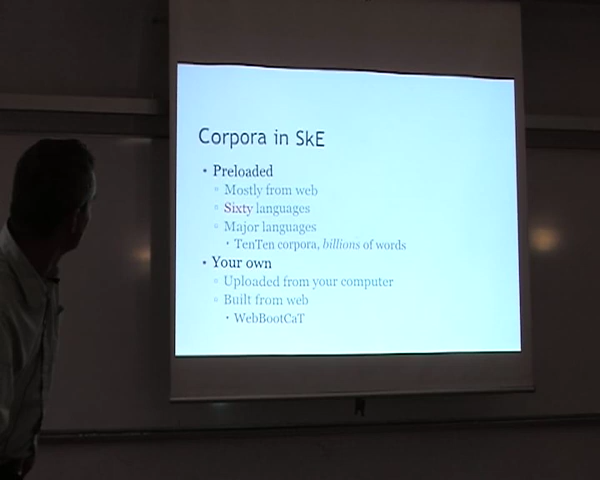 Corpora in SkE
• Preloaded
▫ Mostly from web
▫ Sixty languages
▫ Major languages
• TenTen corpora, billions of words
• Your own
▫ Uploaded from your computer
▫ Built from web
• WebBootCaT